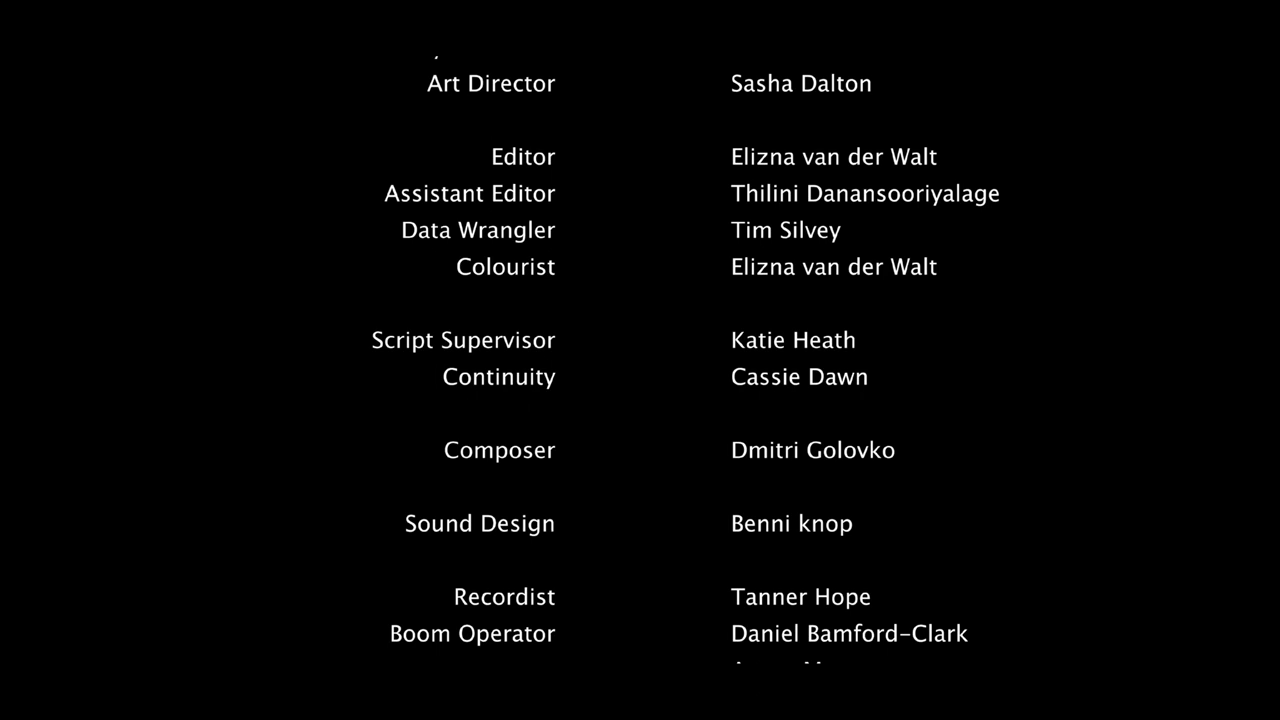 Art Director Sasha Dalton
Editor Elizna van der Walt
Assistant Editor Thilini Danansooriyalage
Data Wrangler Tim Silvey
Colourist Elizna van der Walt
Script Supervisor Katie Heath
Continuity Cassie Dawn
Composer Dmitri Golovko
Sound Design Benni knop
Recordist Tanner Hope
Boom Operator Daniel Bamford-Clark